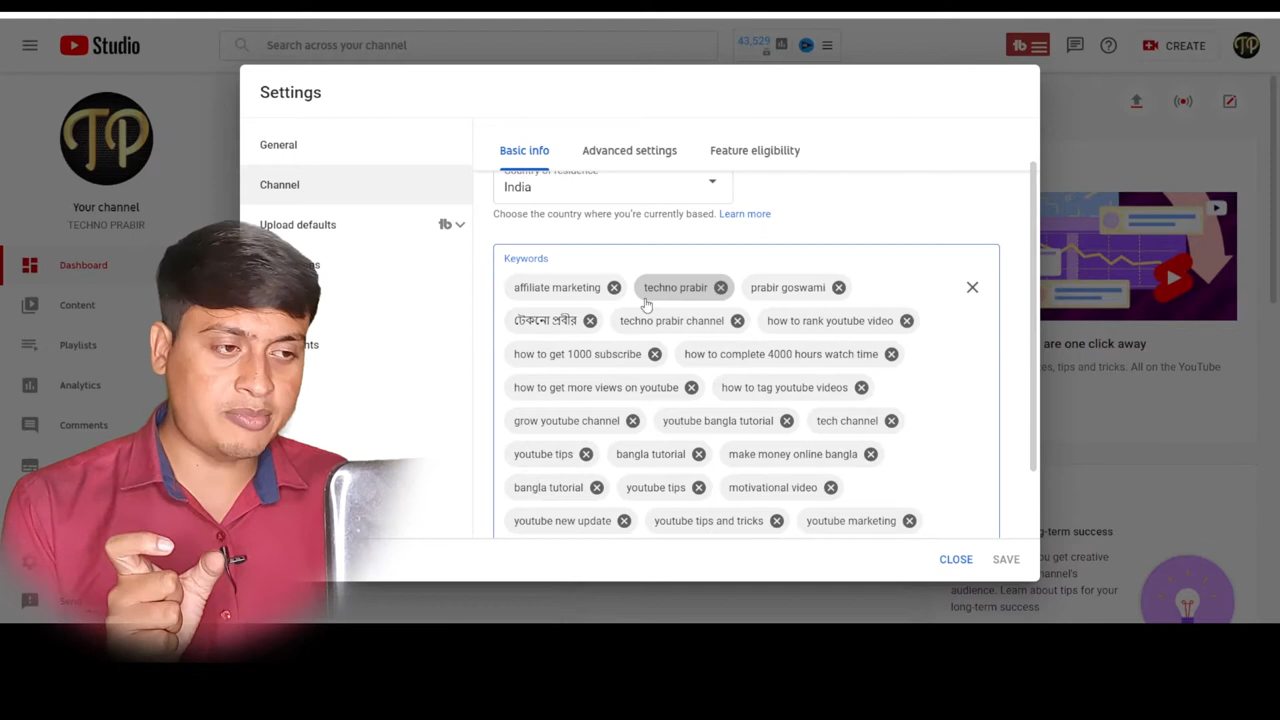 Studio
Search across your channel
43,529
CREATE
TP
TP
Your channel
TECHNO PRABIR
Dashboard
Content
Playlists
Analytics
Comments
Settings
General
Channel
Upload defaults
Basic info
Advanced settings
Feature eligibility
Country of residence
India
Choose the country where you're currently based. Learn more
Keywords
affiliate marketing
techno prabir
prabir goswami
টেকনো প্রবীর
techno prabir channel
how to rank youtube video
how to get 1000 subscribe
how to complete 4000 hours watch time
how to get more views on youtube
how to tag youtube videos
grow youtube channel
youtube bangla tutorial
tech channel
youtube tips
bangla tutorial
make money online bangla
bangla tutorial
youtube tips
motivational video
youtube new update
youtube tips and tricks
youtube marketing
CLOSE
SAVE
are one click away
tips and tricks. All on the YouTube
-term success
get creative
audience. Learn about tips for your
long-term success